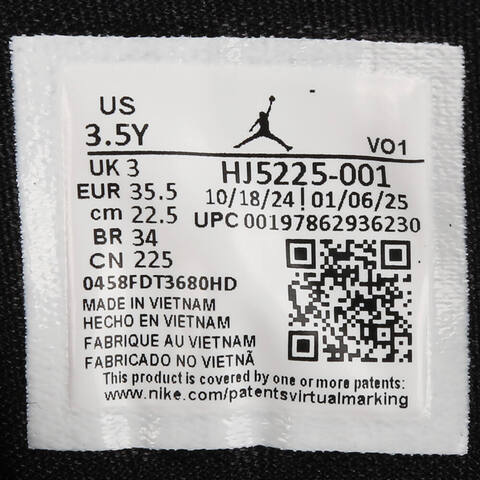 US
3.5Y
VO1
UK 3
HJ5225-001
EUR 35.5
10/18/24 | 01/06/25
cm 22.5
UPC 00197862936230
BR 34
CN 225
0458FDT3680HD
MADE IN VIETNAM
HECHO EN VIETNAM
FABRIQUE AU VIETNAM
FABRICADO NO VIETNÃ
This product is covered by one or more patents:
www.nike.com/patentsvirtualmarking